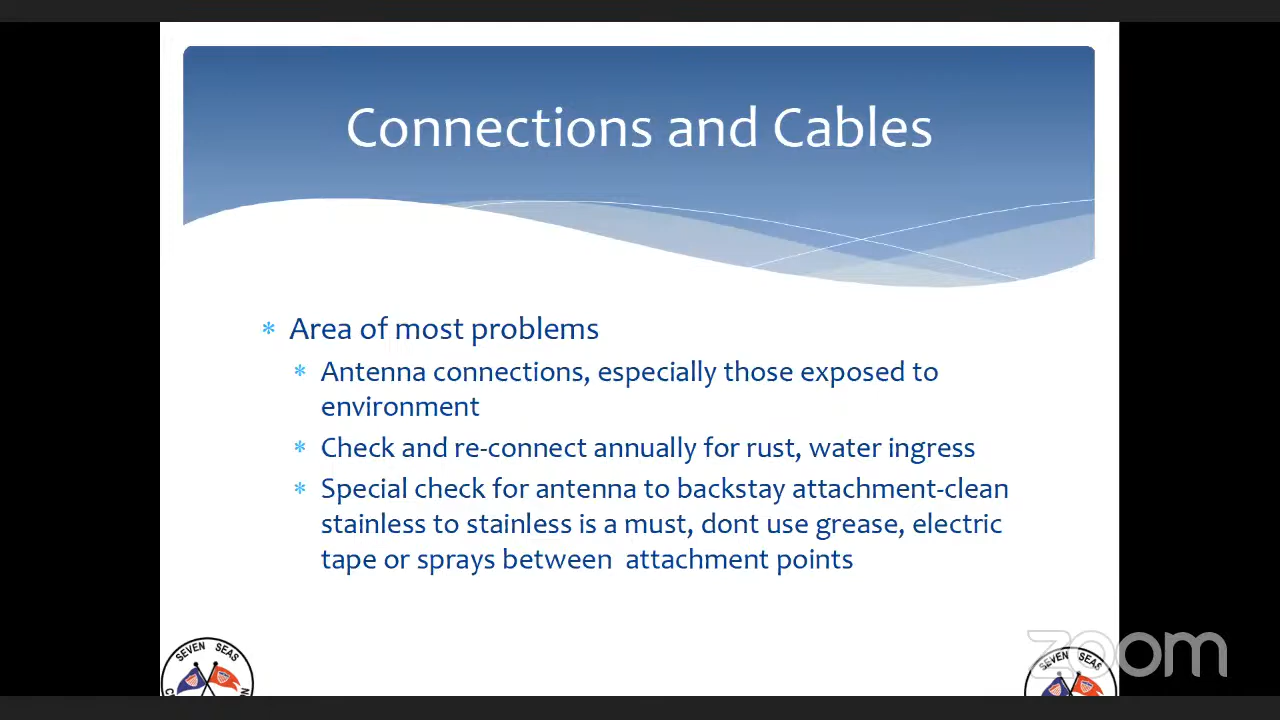 Connections and Cables
* Area of most problems
* Antenna connections, especially those exposed to
environment
* Check and re-connect annually for rust, water ingress
* Special check for antenna to backstay attachment-clean
stainless to stainless is a must, dont use grease, electric
tape or sprays between  attachment points
SEVEN SEAS
SEVEN SEAS
zoom